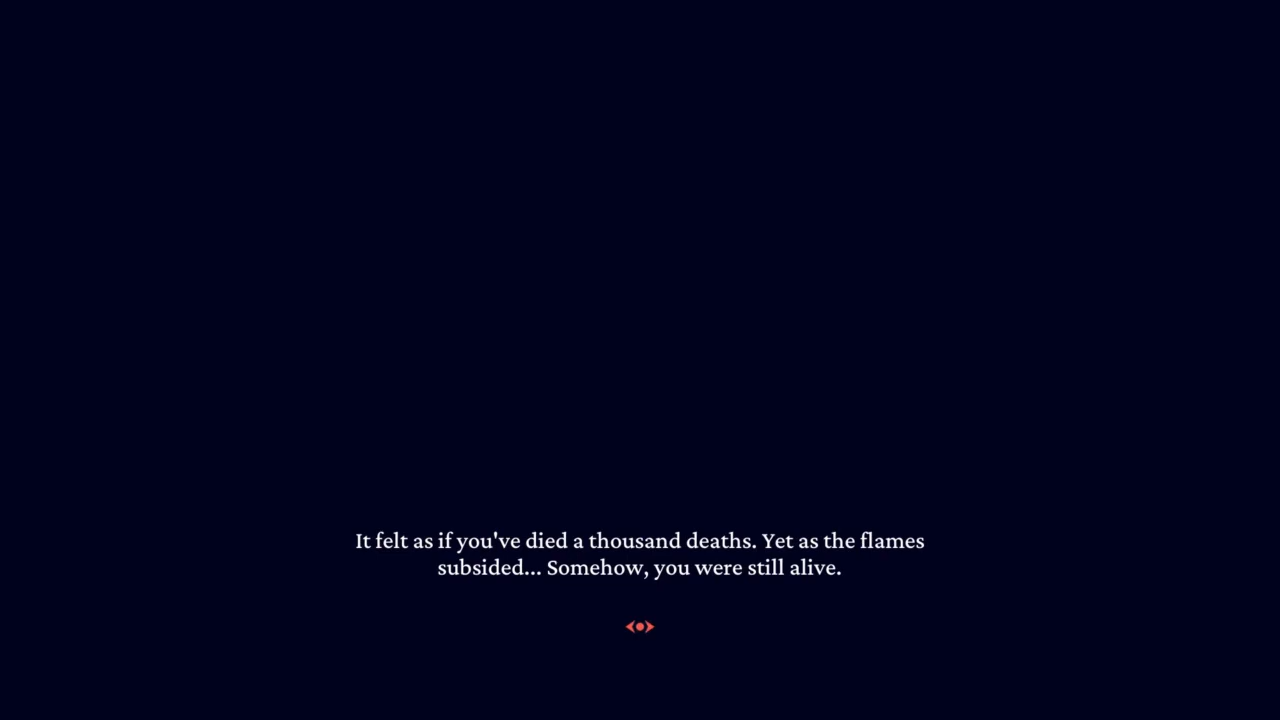 It felt as if you've died a thousand deaths. Yet as the flames
subsided... Somehow, you were still alive.